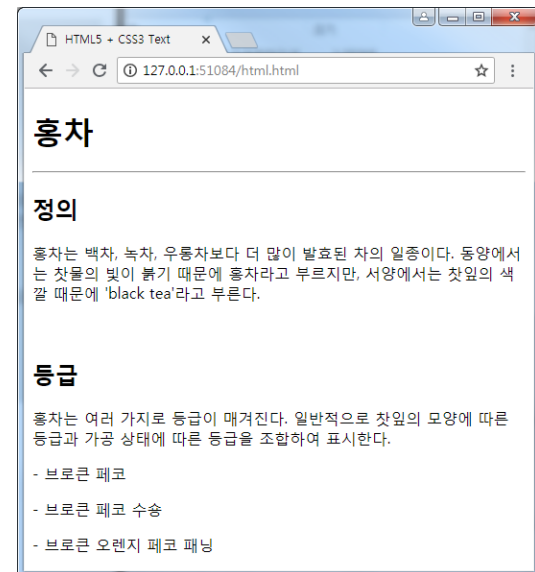 HTML5 + CSS3 Text
127.0.0.1:51084/html.html
홍차
정의
홍차는 백차, 녹차, 우롱차보다 더 많이 발효된 차의 일종이다. 동양에서
는 찻물의 빛이 붉기 때문에 홍차라고 부르지만, 서양에서는 찻잎의 색
깔 때문에 'black tea'라고 부른다.
등급
홍차는 여러 가지로 등급이 매겨진다. 일반적으로 찻잎의 모양에 따른
등급과 가공 상태에 따른 등급을 조합하여 표시한다.
- 브로큰 페코
- 브로큰 페코 수숑
- 브로큰 오렌지 페코 패닝